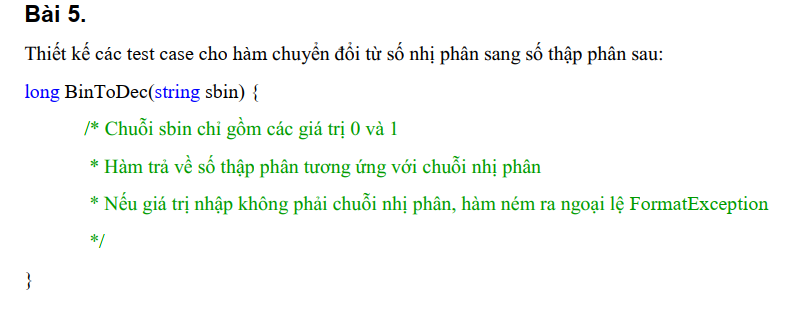 Bài 5.
Thiết kế các test case cho hàm chuyển đổi từ số nhị phân sang số thập phân sau:
long BinToDec(string sbin) {
/* Chuỗi sbin chỉ gồm các giá trị 0 và 1
* Hàm trả về số thập phân tương ứng với chuỗi nhị phân
* Nếu giá trị nhập không phải chuỗi nhị phân, hàm ném ra ngoại lệ FormatException
*/
}